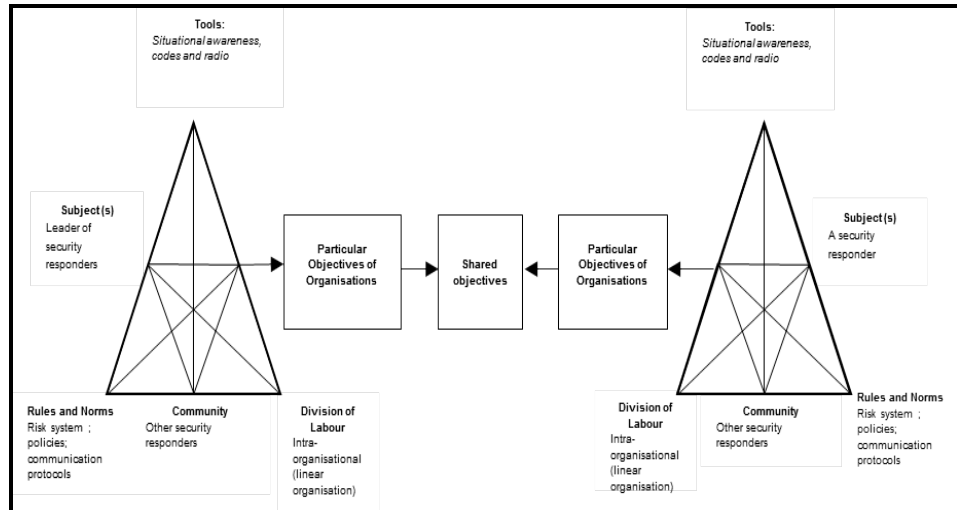 Tools:
Situational awareness,
codes and radio
Tools:
Situational awareness,
codes and radio
Subject(s)
Leader of
security
responders
Particular
Objectives of
Organisations
Shared
objectives
Particular
Objectives of
Organisations
Subject(s)
A security
responder
Rules and Norms
Risk system ;
policies;
communication
protocols
Community
Other security
responders
Division of
Labour
Intra-
organisational
(linear
organisation)
Division of
Labour
Intra-
organisational
(linear
organisation)
Community
Other security
responders
Rules and Norms
Risk system ;
policies;
communication
protocols